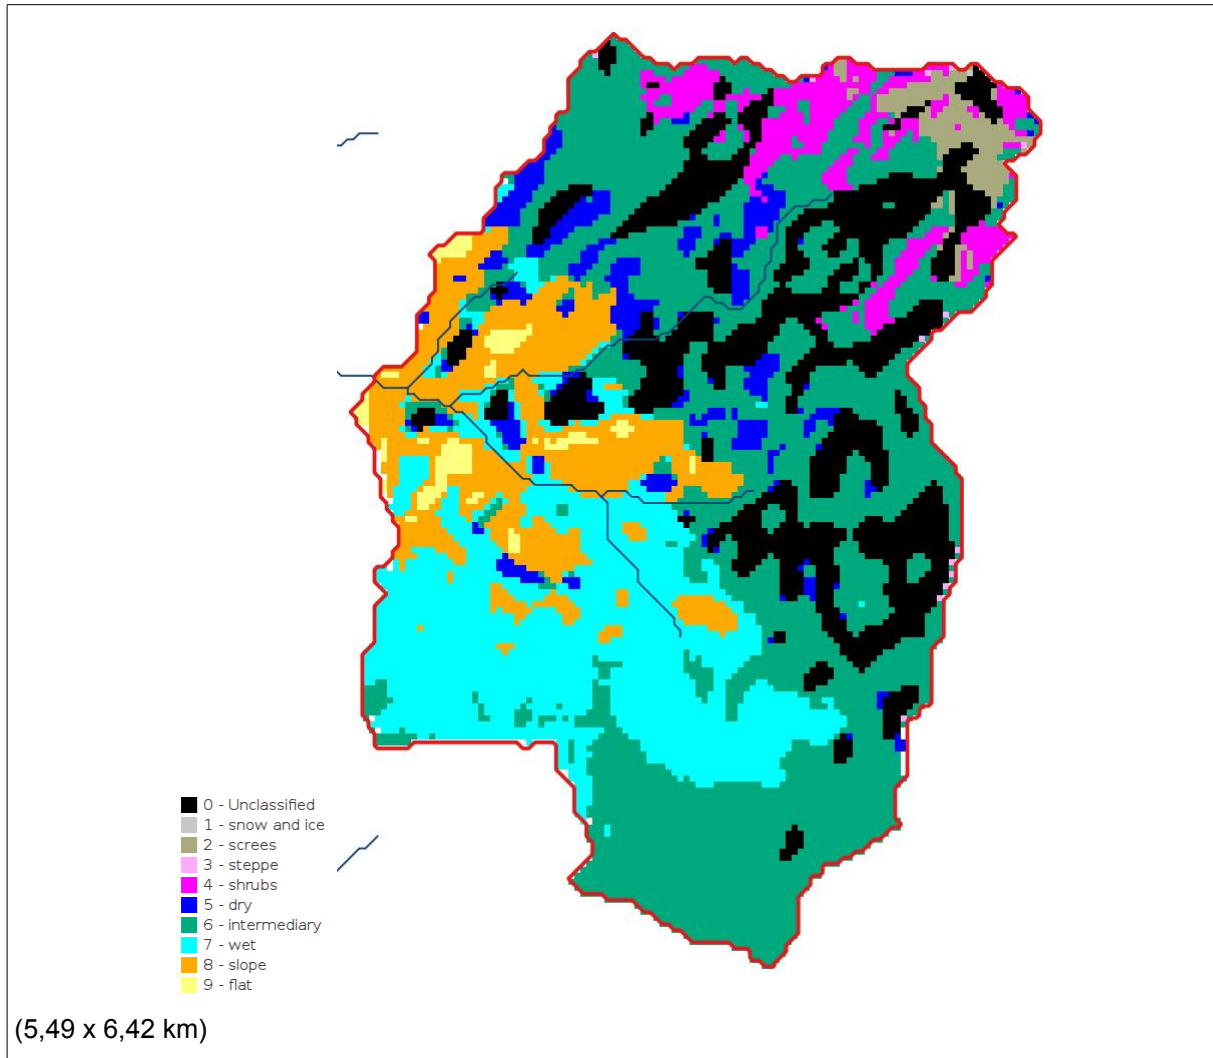 0 - Unclassified
1 - snow and ice
2 - screes
3 - steppe
4 - shrubs
5 - dry
6 - intermediary
7 - wet
8 - slope
9 - flat
(5,49 x 6,42 km)